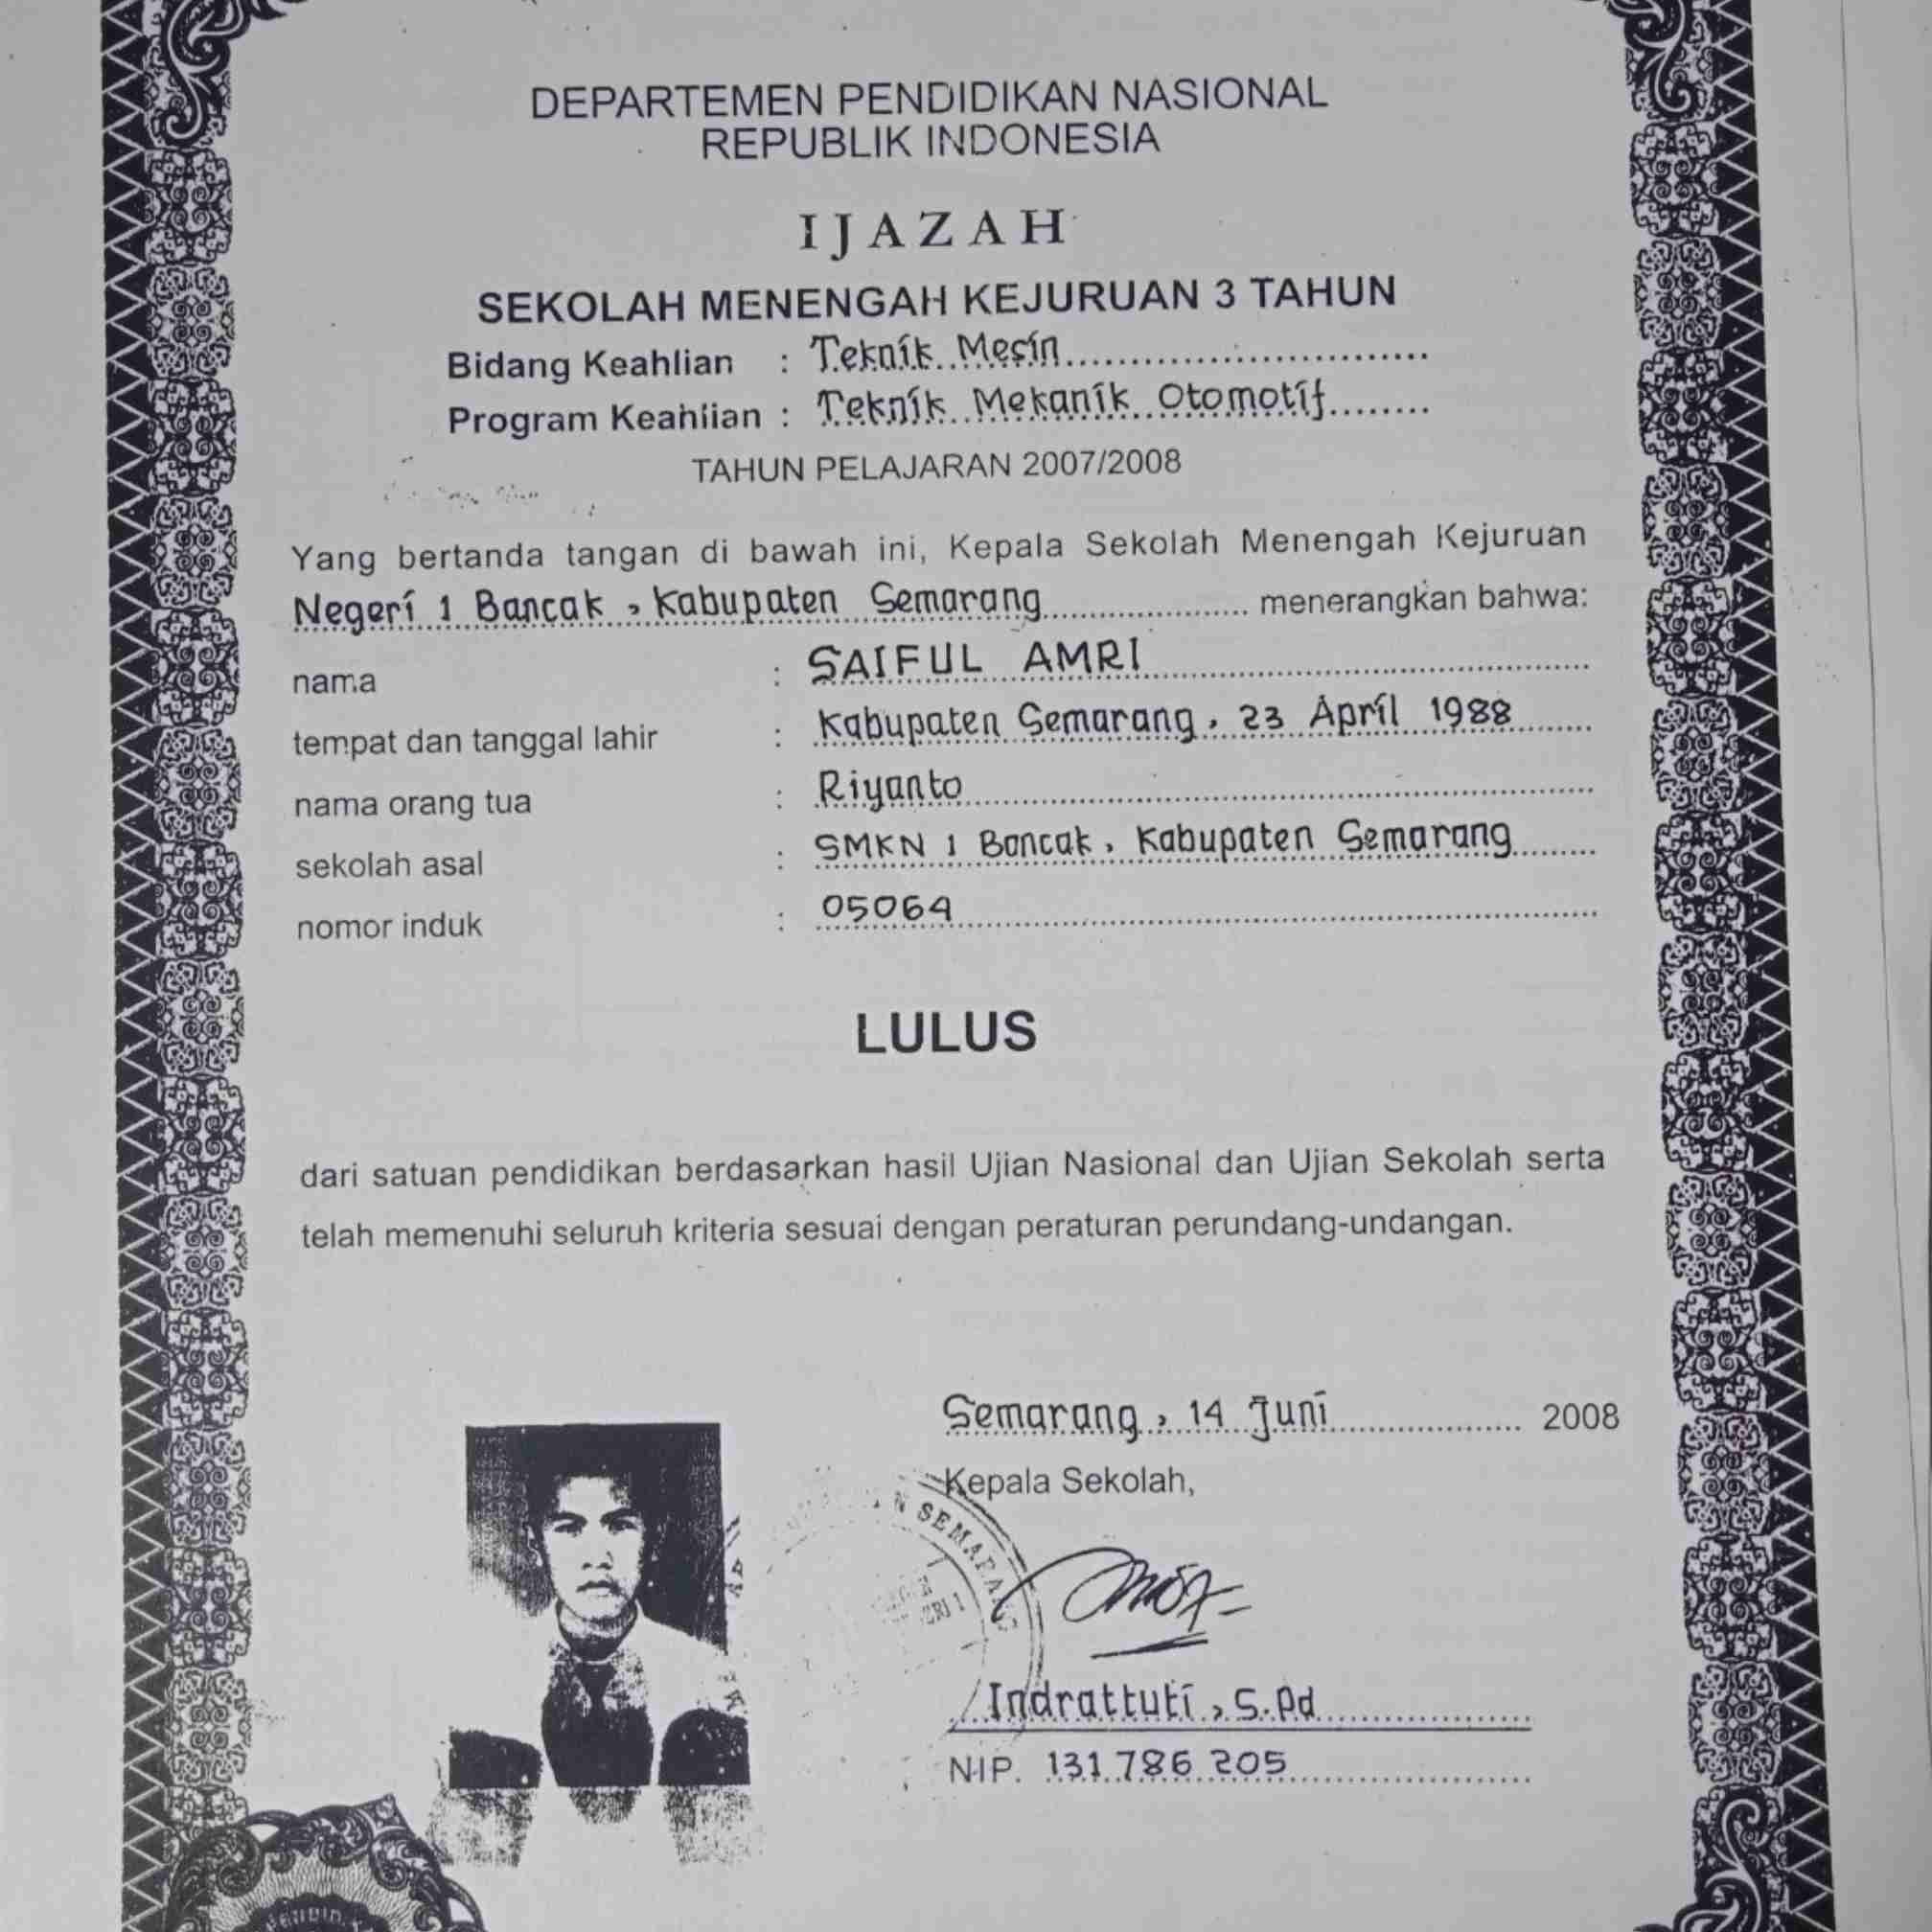 DEPARTEMEN PENDIDIKAN NASIONAL
REPUBLIK INDONESIA
IJAZAH
SEKOLAH MENENGAH KEJURUAN 3 TAHUN
Bidang Keahlian : Teknik Mesin
Program Keahlian : Teknik Mekanik Otomotif
TAHUN PELAJARAN 2007/2008
Yang bertanda tangan di bawah ini, Kepala Sekolah Menengah Kejuruan
Negeri 1 Bancak, Kabupaten Semarang menerangkan bahwa:
nama : SAIFUL AMRI
tempat dan tanggal lahir : Kabupaten Semarang, 23 April 1988
nama orang tua : Riyanto
sekolah asal : SMKN 1 Bancak, Kabupaten Semarang
nomor induk : 05064
LULUS
dari satuan pendidikan berdasarkan hasil Ujian Nasional dan Ujian Sekolah serta
telah memenuhi seluruh kriteria sesuai dengan peraturan perundang-undangan.
Semarang, 14 Juni 2008
Kepala Sekolah,
SEMARANG
Indrattuti, S.Pd
NIP. 131 786 205